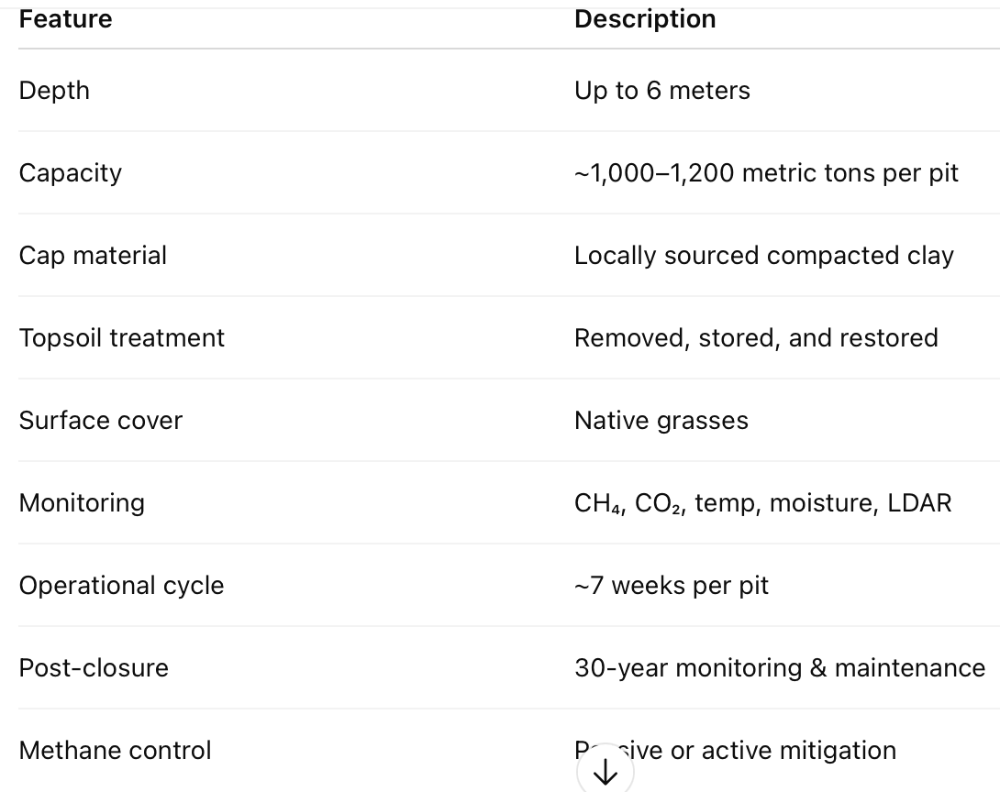 Feature Description
Depth Up to 6 meters
Capacity ~1,000–1,200 metric tons per pit
Cap material Locally sourced compacted clay
Topsoil treatment Removed, stored, and restored
Surface cover Native grasses
Monitoring CH₄, CO₂, temp, moisture, LDAR
Operational cycle ~7 weeks per pit
Post-closure 30-year monitoring & maintenance
Methane control Passive or active mitigation